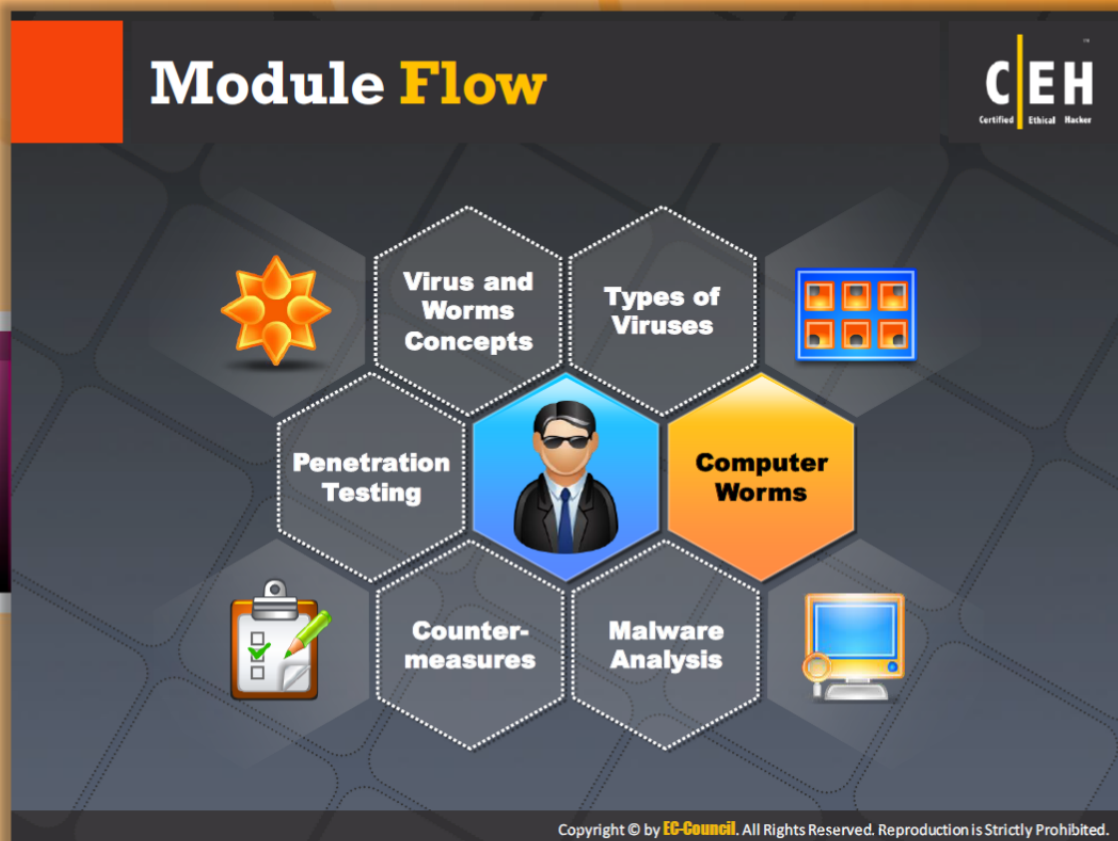 Module Flow
CEH
™
Certified Ethical Hacker
Virus and
Worms
Concepts
Types of
Viruses
Penetration
Testing
Computer
Worms
Counter-
measures
Malware
Analysis
Copyright © by EC-Council. All Rights Reserved. Reproduction is Strictly Prohibited.